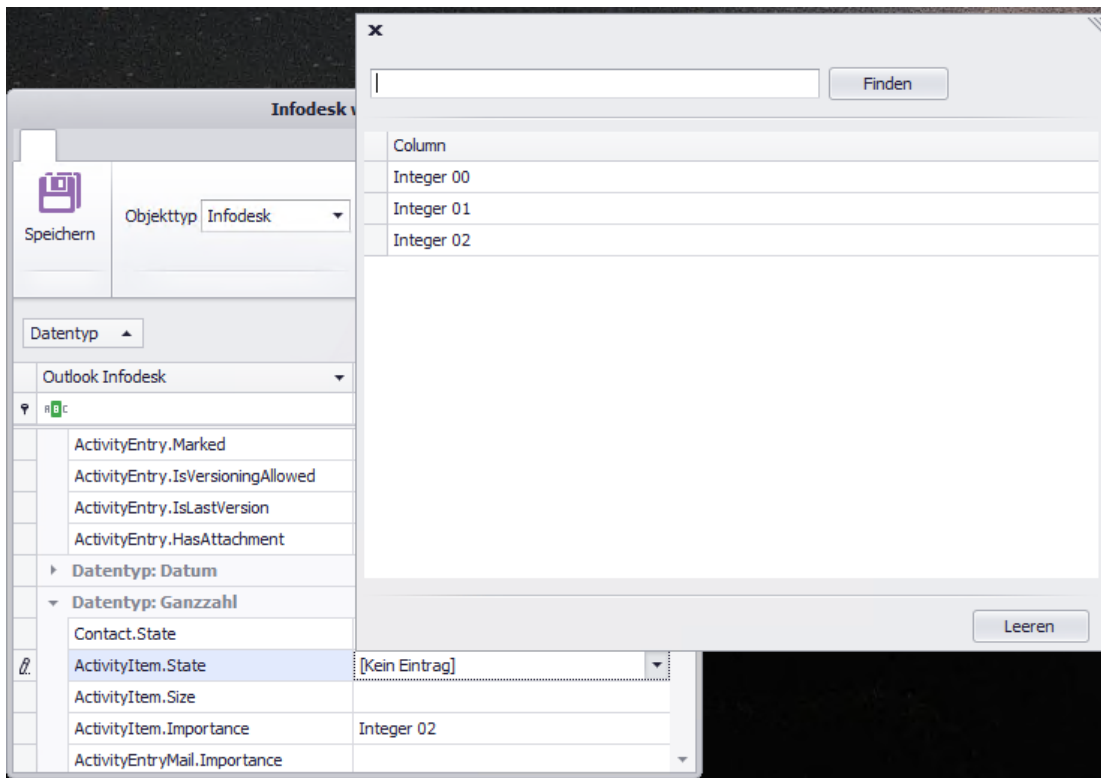 x
Finden
Infodesk
Column
Integer 00
Integer 01
Integer 02
Speichern
Objekttyp Infodesk
Datentyp
Outlook Infodesk
ABC
ActivityEntry.Marked
ActivityEntry.IsVersioningAllowed
ActivityEntry.IsLastVersion
ActivityEntry.HasAttachment
Datentyp: Datum
Datentyp: Ganzzahl
Leeren
Contact.State
ActivityItem.State [Kein Eintrag]
ActivityItem.Size
ActivityItem.Importance Integer 02
ActivityEntryMail.Importance